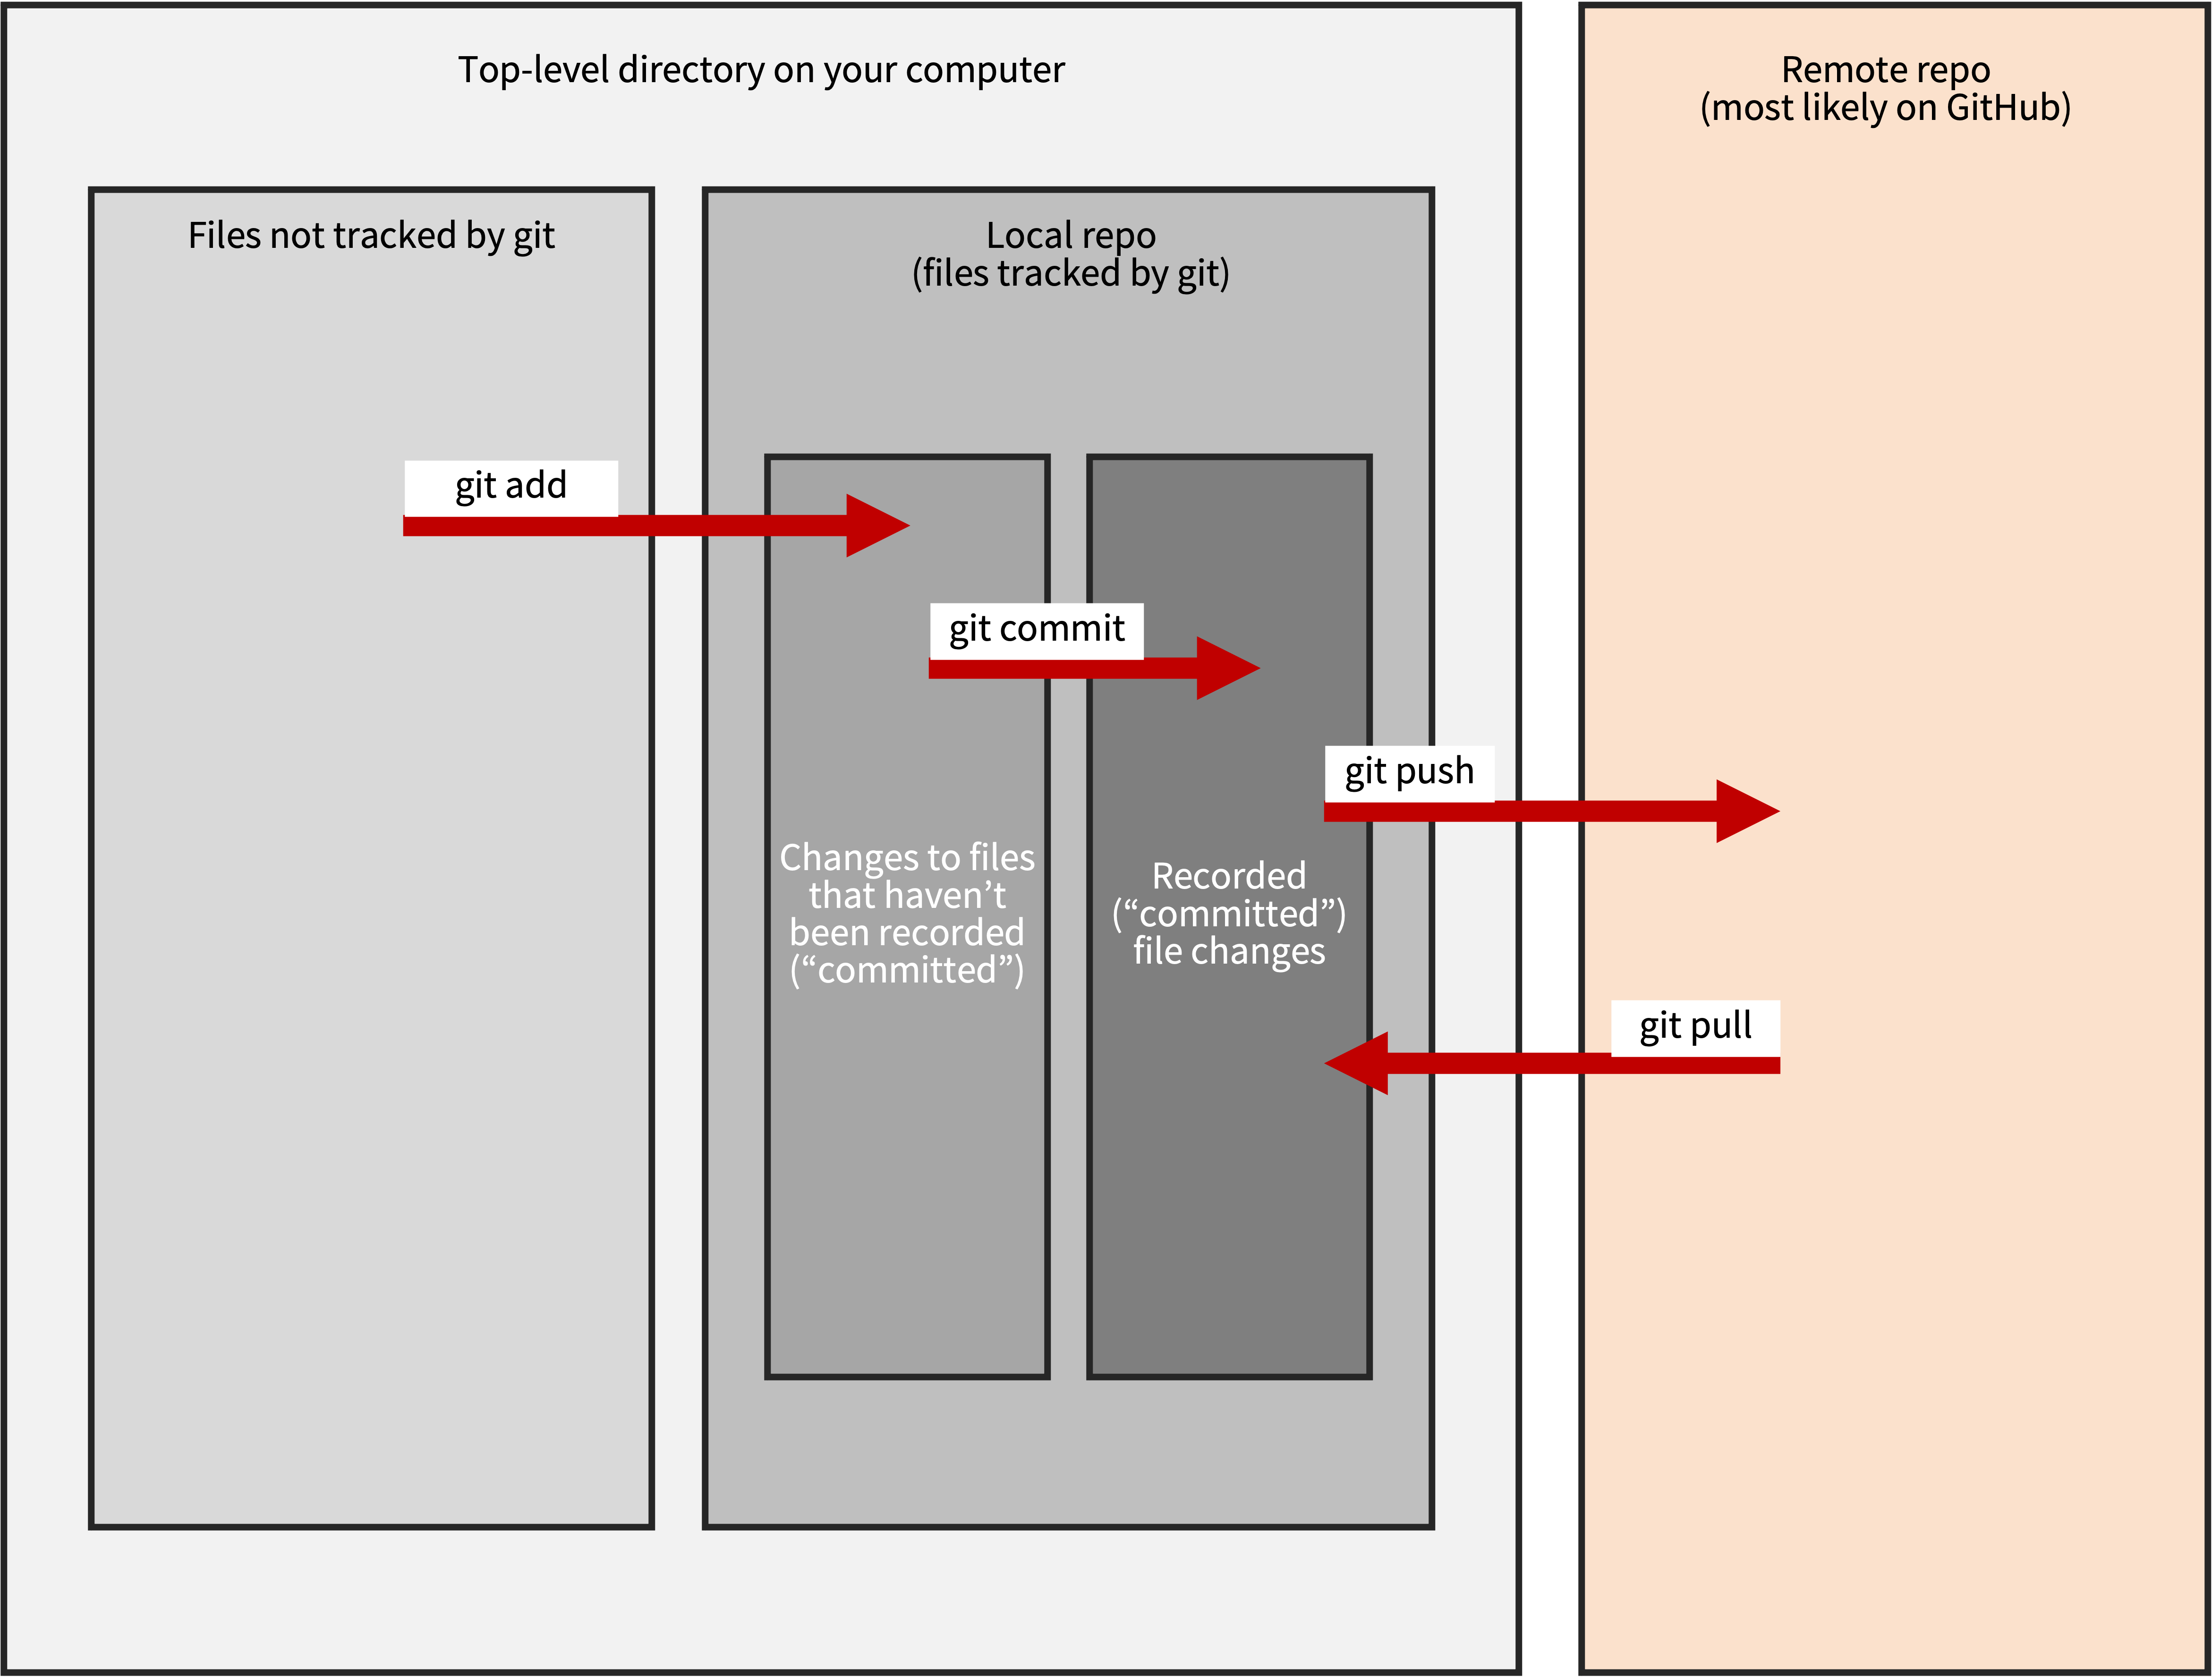 Top-level directory on your computer
Remote repo
(most likely on GitHub)
Files not tracked by git
Local repo
(files tracked by git)
git add
git commit
git push
Changes to files
that haven’t
been recorded
(“committed”)
Recorded
(“committed”)
file changes
git pull